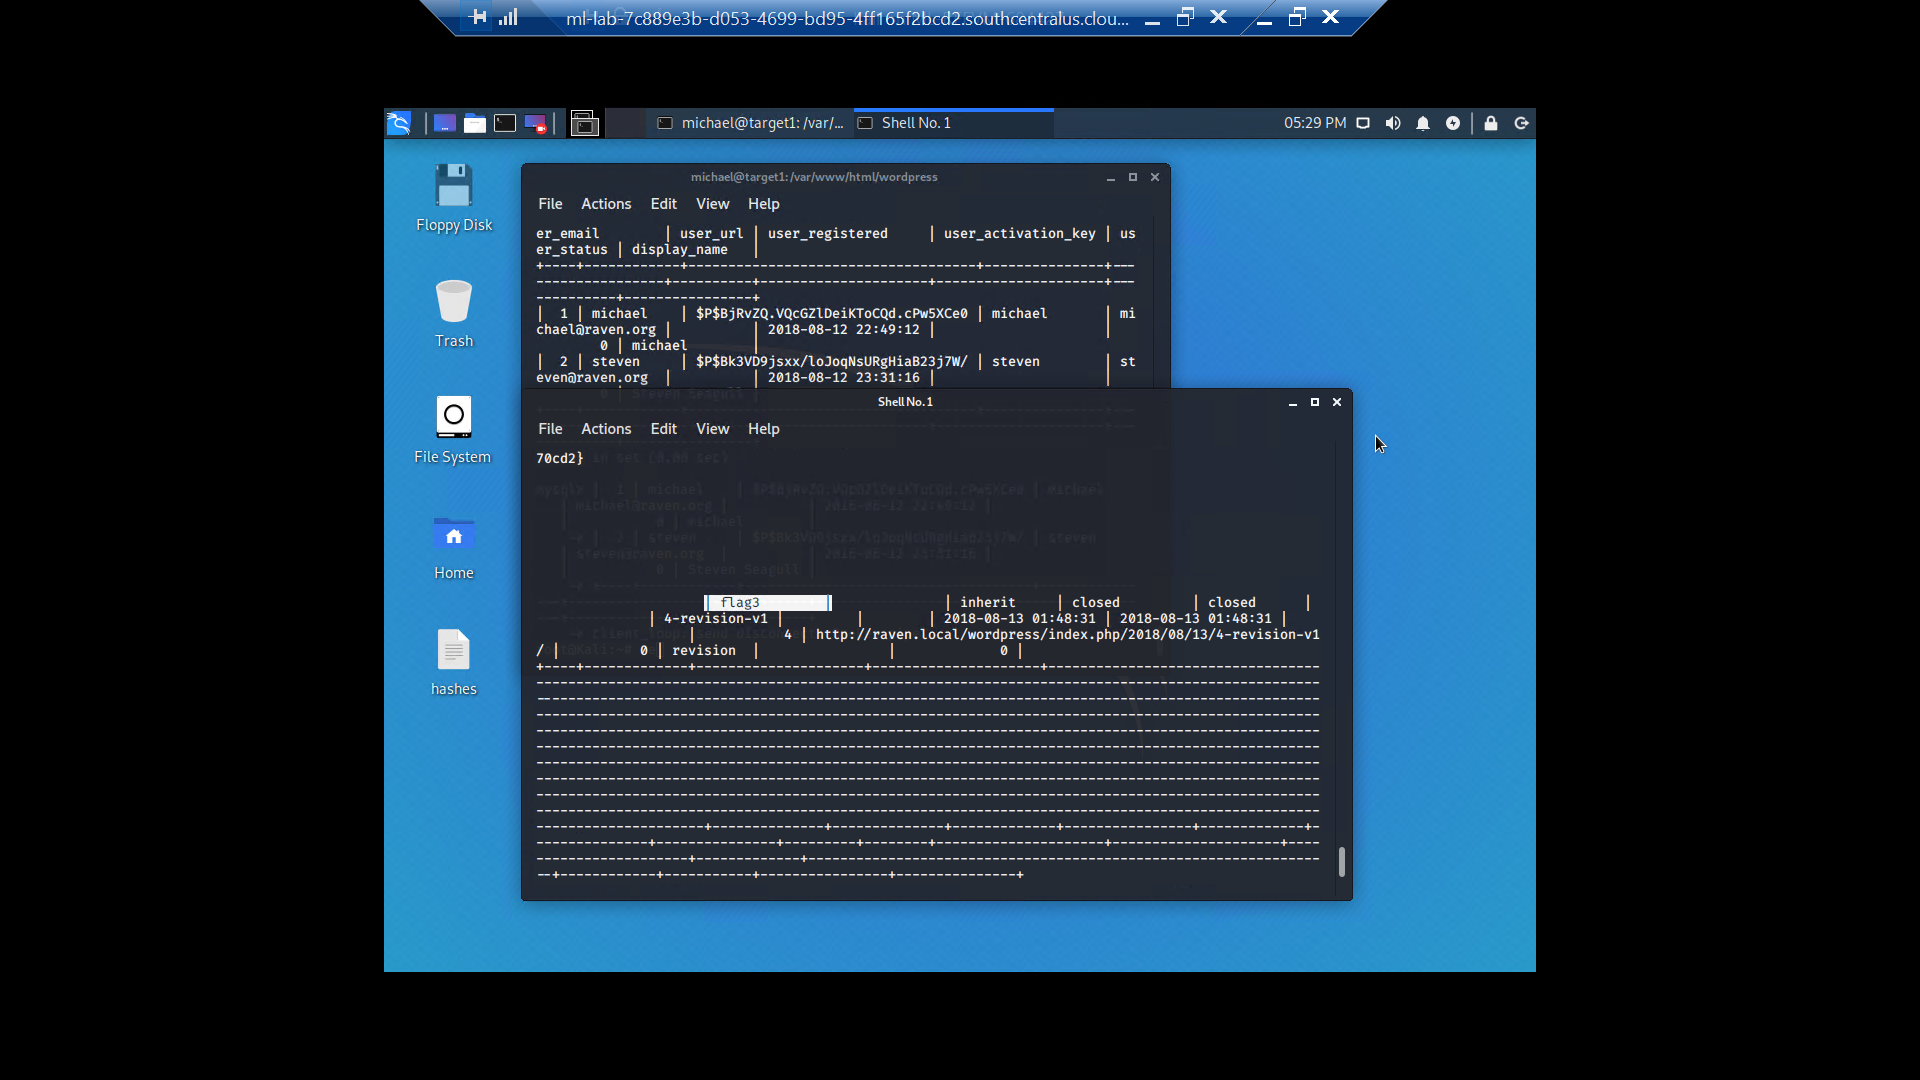 ml-lab-7c889e3b-d053-4699-bd95-4ff165f2bcd2.southcentralus.clou...
michael@target1: /var/...
Shell No. 1
05:29 PM
Floppy Disk
Trash
File System
Home
hashes
michael@target1:/var/www/html/wordpress
File Actions Edit View Help
er_email | user_url | user_registered | user_activation_key | us
er_status | display_name |
+----+------------+------------------------------------+---------------+---
----------------+----------+---------------------+---------------------+---
----------+----------------+
| 1 | michael | $P$BjRvZQ.VQcGZlDeiKToCQd.cPw5XCe0 | michael | mi
chael@raven.org | | 2018-08-12 22:49:12 | |
0 | michael |
| 2 | steven | $P$Bk3VD9jsxx/loJoqNsURgHiaB23j7W/ | steven | st
even@raven.org | | 2018-08-12 23:31:16 | |
Shell No. 1
File Actions Edit View Help
70cd2}
| flag3 | | inherit | closed | closed |
| 4-revision-v1 | | | 2018-08-13 01:48:31 | 2018-08-13 01:48:31 |
| 4 | http://raven.local/wordpress/index.php/2018/08/13/4-revision-v1
/ | 0 | revision | | 0 |